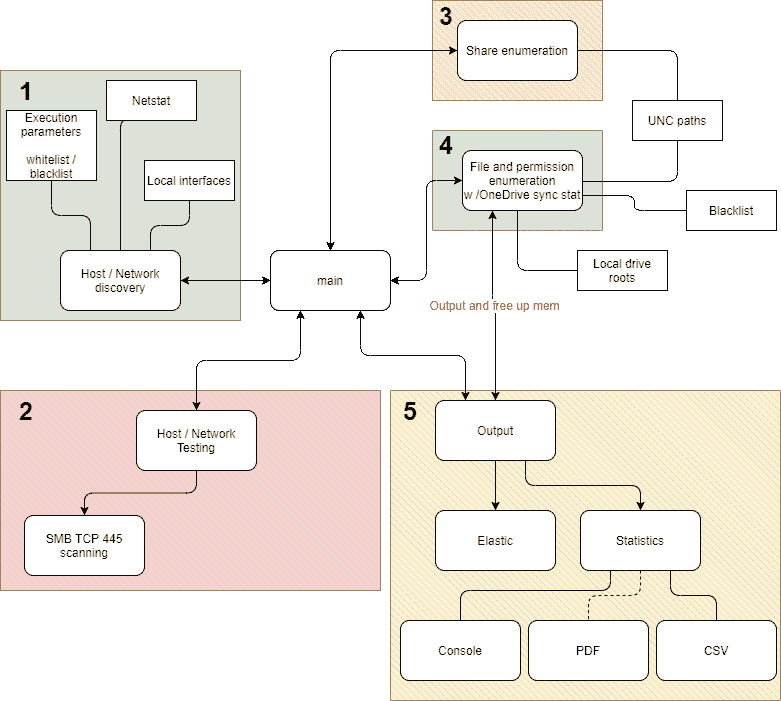 3
Share enumeration
1
Netstat
Execution
parameters
whitelist /
blacklist
Local interfaces
UNC paths
4
File and permission
enumeration
w /OneDrive sync stat
Blacklist
Host / Network
discovery
main
Local drive
roots
Output and free up mem
2
Host / Network
Testing
SMB TCP 445
scanning
5
Output
Elastic
Statistics
Console
PDF
CSV